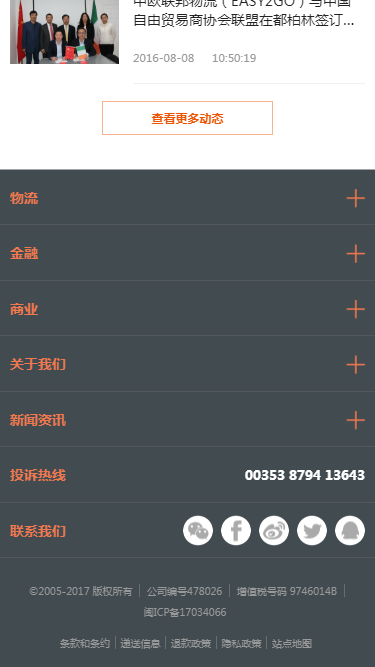 中欧联邦物流（EASY2GO）与中国
自由贸易商协会联盟在都柏林签订...
2016-08-08 10:50:19
查看更多动态
物流
金融
商业
关于我们
新闻资讯
投诉热线 00353 8794 13643
联系我们
©2005-2017 版权所有 | 公司编号478026 | 增值税号码 9746014B |
闽ICP备17034066
条款和条约 | 递送信息 | 退款政策 | 隐私政策 | 站点地图